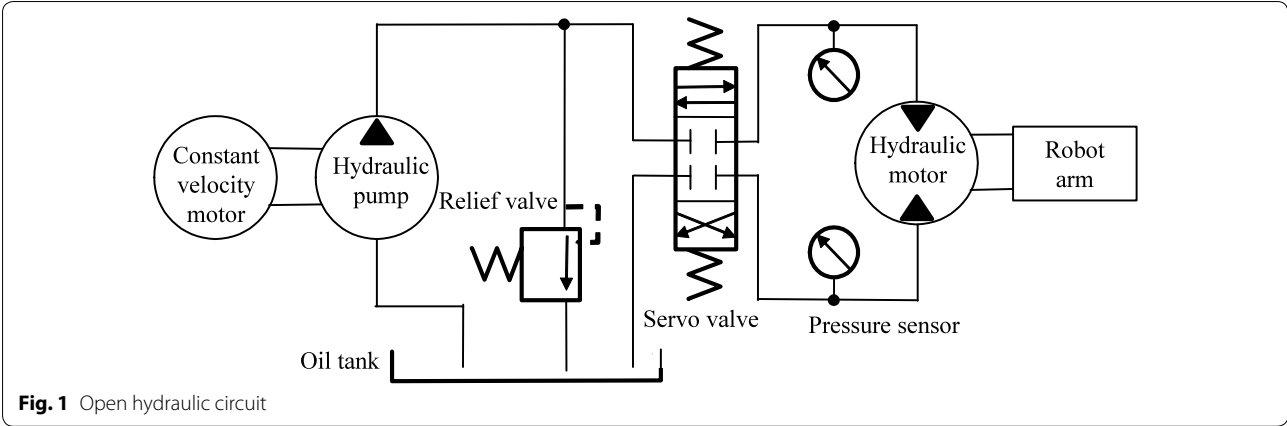 Constant
velocity
motor
Hydraulic
pump
Relief valve
Oil tank
Servo valve
Pressure sensor
Hydraulic
motor
Robot
arm
Fig. 1 Open hydraulic circuit